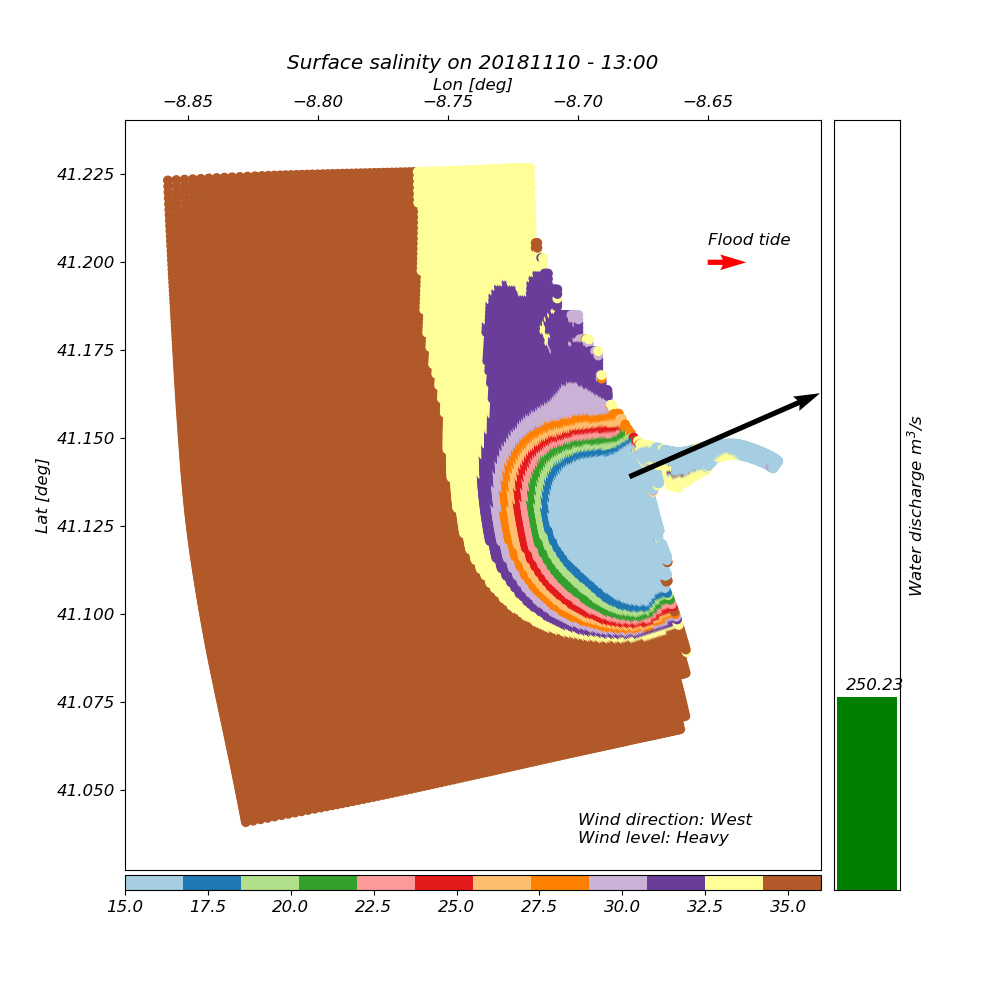 Surface salinity on 20181110 - 13:00
Lon [deg]
−8.85 −8.80 −8.75 −8.70 −8.65
41.225
41.200
41.175
41.150
41.125
41.100
41.075
41.050
Lat [deg]
Flood tide
Wind direction: West
Wind level: Heavy
250.23
Water discharge m³/s
15.0 17.5 20.0 22.5 25.0 27.5 30.0 32.5 35.0